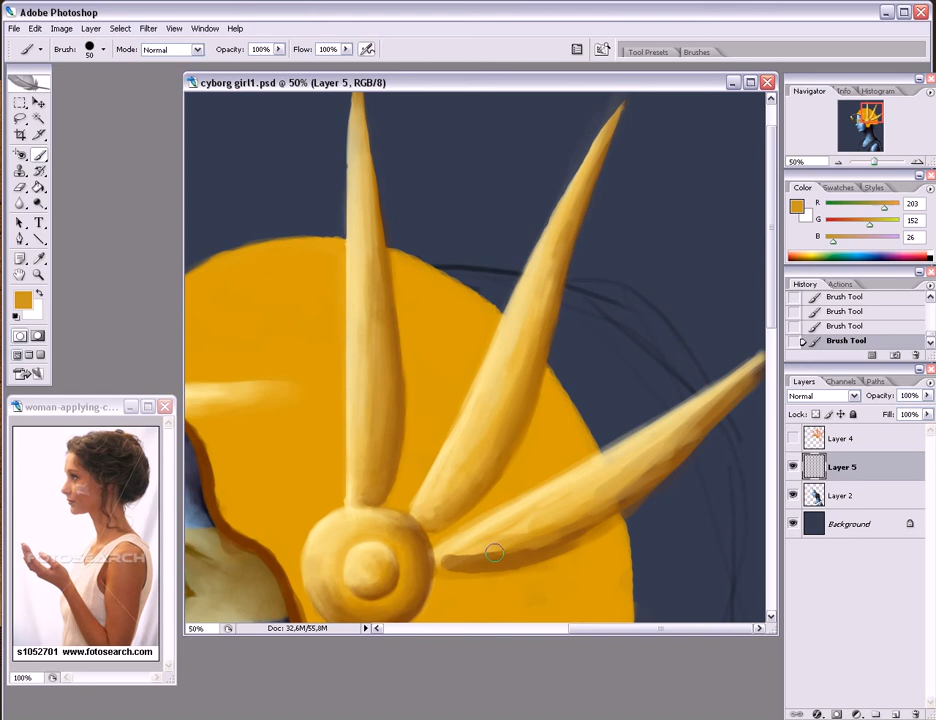 Adobe Photoshop
File Edit Image Layer Select Filter View Window Help
Brush: 50 Mode: Normal Opacity: 100% Flow: 100% Tool Presets Brushes
cyborg girl1.psd @ 50% (Layer 5, RGB/8)
Navigator Info Histogram
50%
Color Swatches Styles
R 203
G 152
B 26
History Actions
Brush Tool
Brush Tool
Brush Tool
Brush Tool
Layers Channels Paths
Normal Opacity: 100%
Lock: Fill: 100%
Layer 4
Layer 5
Layer 2
Background
woman-applying-c...
FOTOSEARCH
s1052701 www.fotosearch.com
100%
50% Doc: 32,6M/55,8M